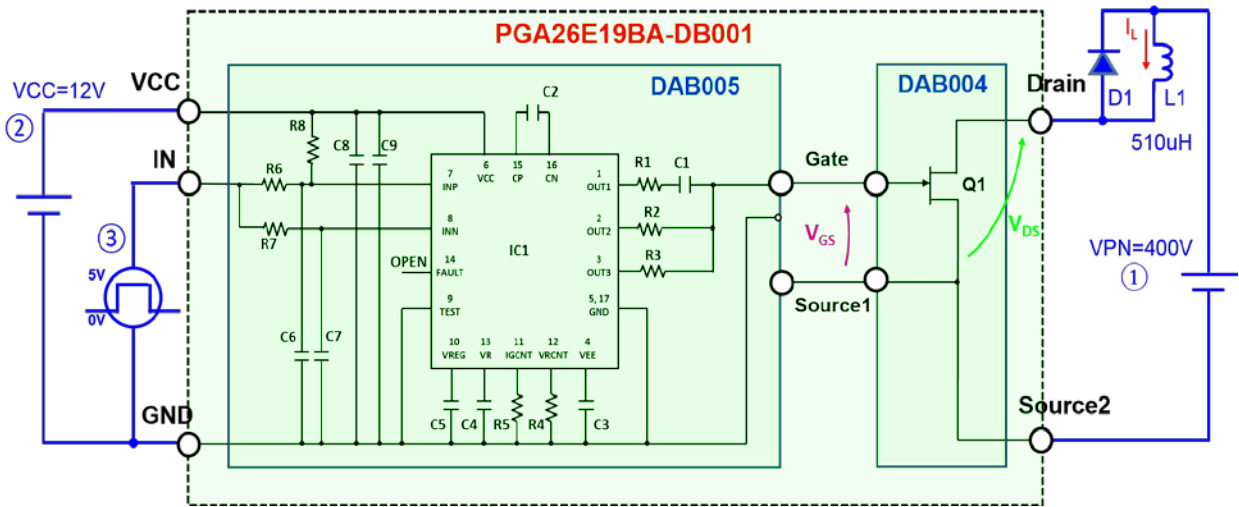 PGA26E19BA-DB001
DAB005
DAB004
VCC=12V
②
VCC
IN
③
5V
0V
GND
R8
C8
C9
C2
R6
R7
C6
C7
OPEN
7
INP
6
VCC
15
CP
16
CN
8
INN
14
FAULT
9
TEST
IC1
1
OUT1
2
OUT2
3
OUT3
5, 17
GND
10
VREG
13
VR
11
IGCNT
12
VRCNT
4
VEE
R1
C1
R2
R3
C5
C4
R5
R4
C3
Gate
VGS
Source1
Q1
VDS
Drain
Source2
IL
D1
L1
510uH
VPN=400V
①